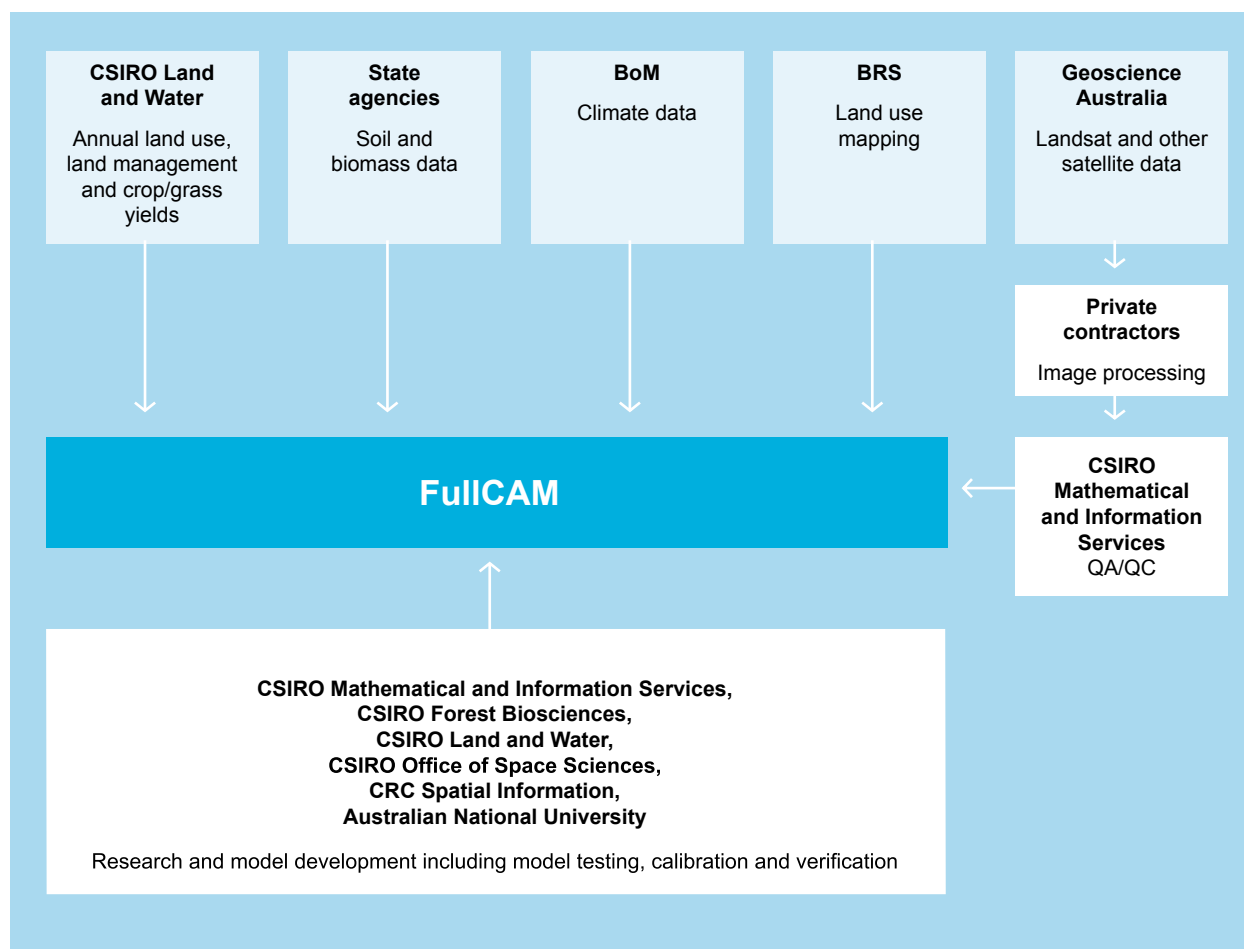 CSIRO Land
and Water
Annual land use,
land management
and crop/grass
yields
State
agencies
Soil and
biomass data
BoM
Climate data
BRS
Land use
mapping
Geoscience
Australia
Landsat and other
satellite data
Private
contractors
Image processing
CSIRO
Mathematical
and Information
Services
QA/QC
FullCAM
CSIRO Mathematical and Information Services,
CSIRO Forest Biosciences,
CSIRO Land and Water,
CSIRO Office of Space Sciences,
CRC Spatial Information,
Australian National University
Research and model development including model testing, calibration and verification